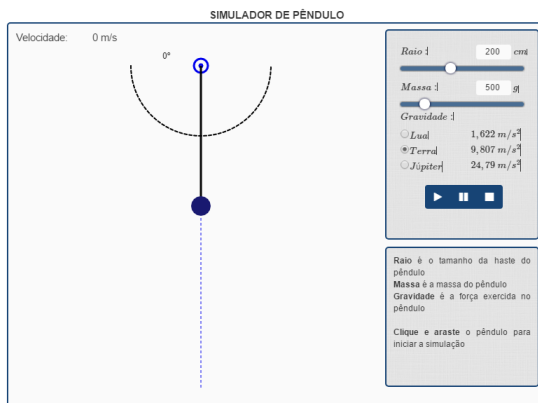 SIMULADOR DE PÊNDULO
Velocidade: 0 m/s
0°
Raio : 200 cm
Massa : 500 g
Gravidade :
Lua 1,622 m/s²
Terra 9,807 m/s²
Júpiter 24,79 m/s²
Raio è o tamanho da haste do
pêndulo
Massa è a massa do pêndulo
Gravidade è a força exercida no
pêndulo
Clique e araste o pêndulo para
iniciar a simulação